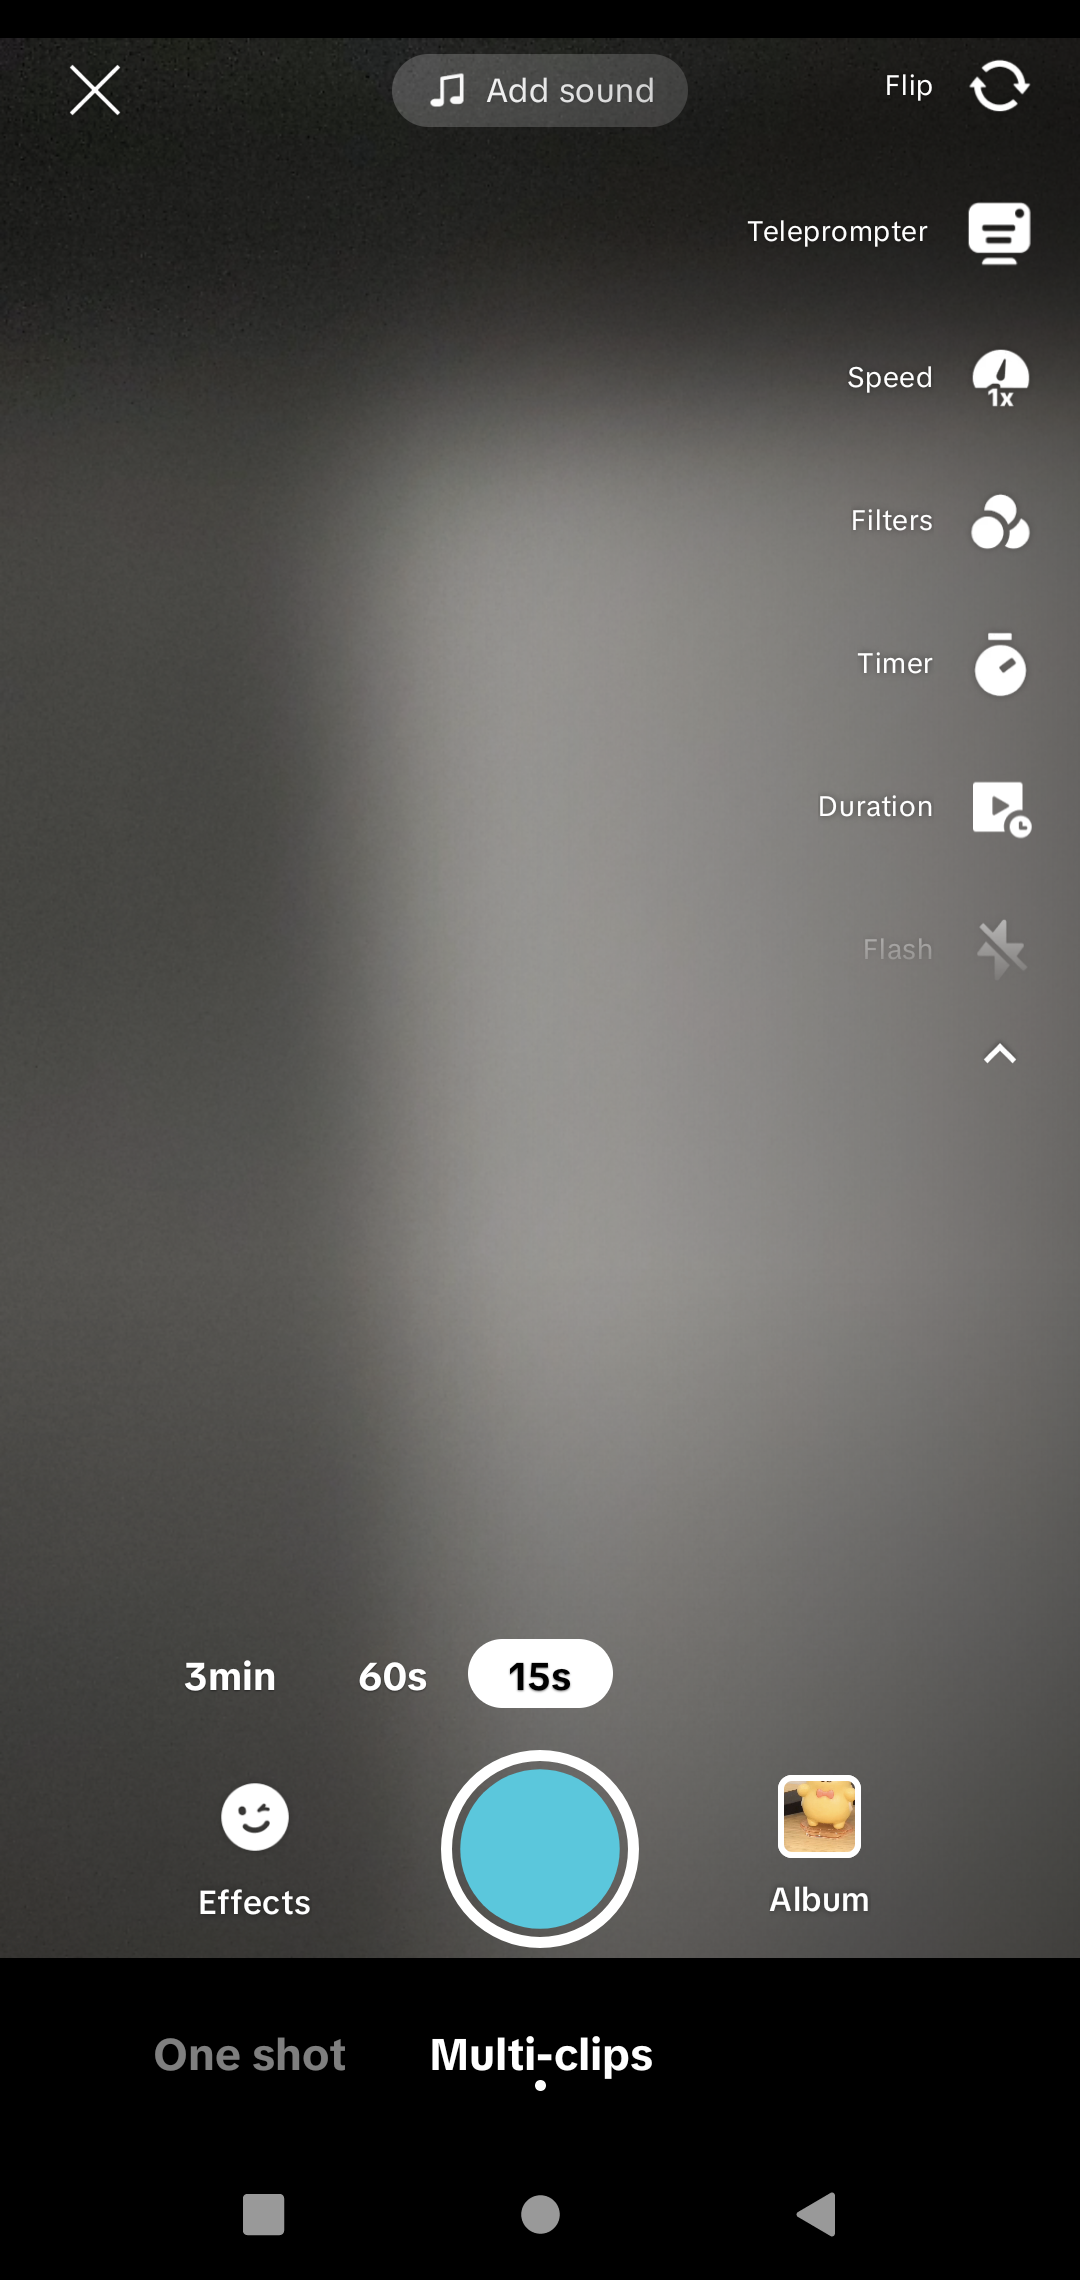 Add sound
Flip
Teleprompter
Speed
1x
Filters
Timer
Duration
Flash
3min
60s
15s
Effects
Album
One shot
Multi-clips